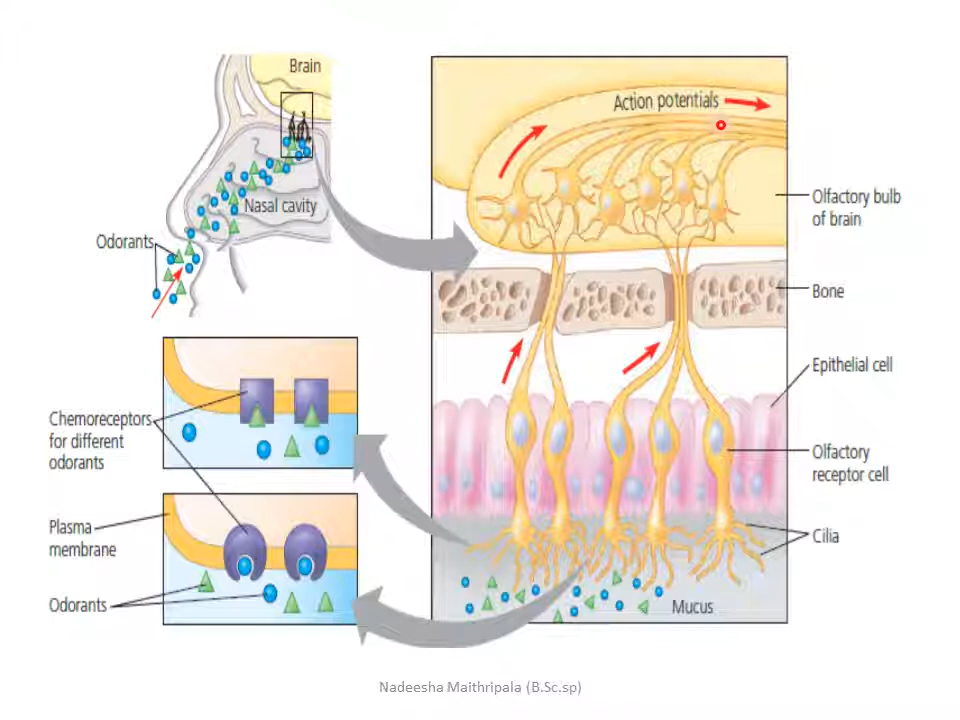 Brain
Nasal cavity
Odorants
Action potentials
Olfactory bulb
of brain
Bone
Epithelial cell
Olfactory
receptor cell
Cilia
Mucus
Chemoreceptors
for different
odorants
Plasma
membrane
Odorants
Nadeesha Maithripala (B.Sc.sp)